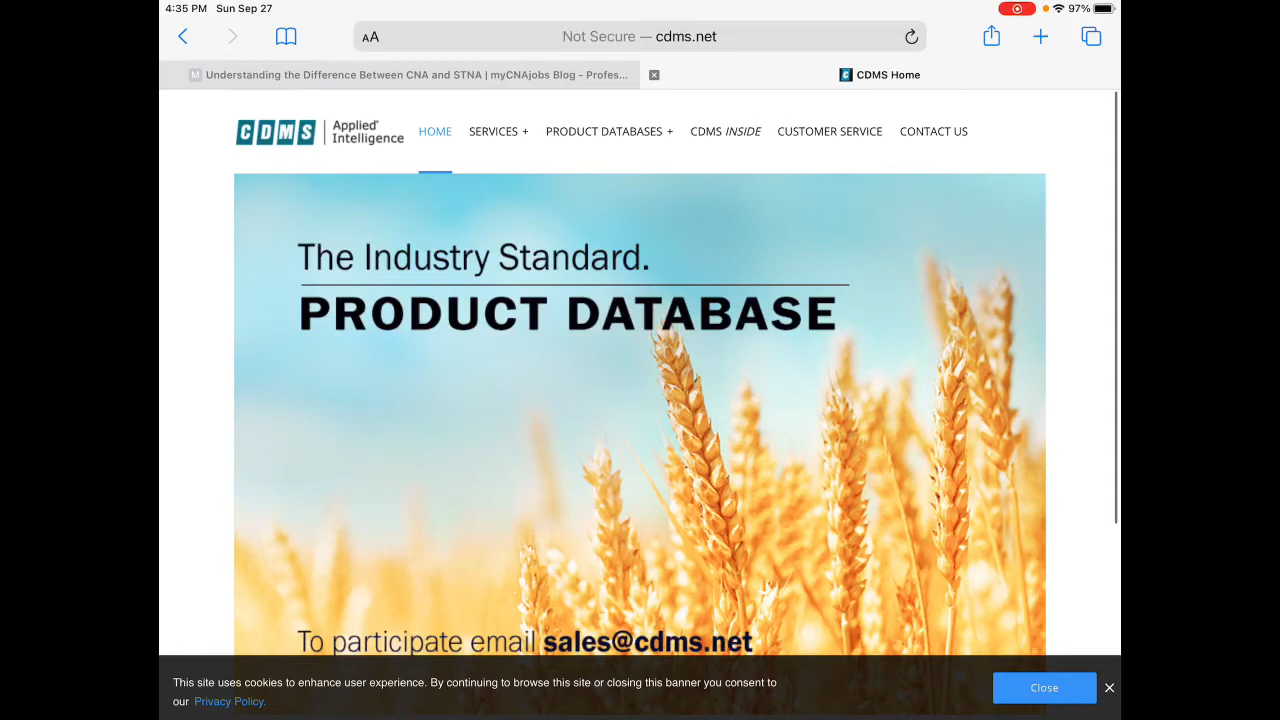 4:35 PM Sun Sep 27
97%
AA
Not Secure — cdms.net
M Understanding the Difference Between CNA and STNA | myCNAjobs Blog - Profes...
C CDMS Home
CDMS Applied Intelligence
HOME SERVICES + PRODUCT DATABASES + CDMS INSIDE CUSTOMER SERVICE CONTACT US
The Industry Standard.
PRODUCT DATABASE
To participate email sales@cdms.net
This site uses cookies to enhance user experience. By continuing to browse this site or closing this banner you consent to
our Privacy Policy.
Close